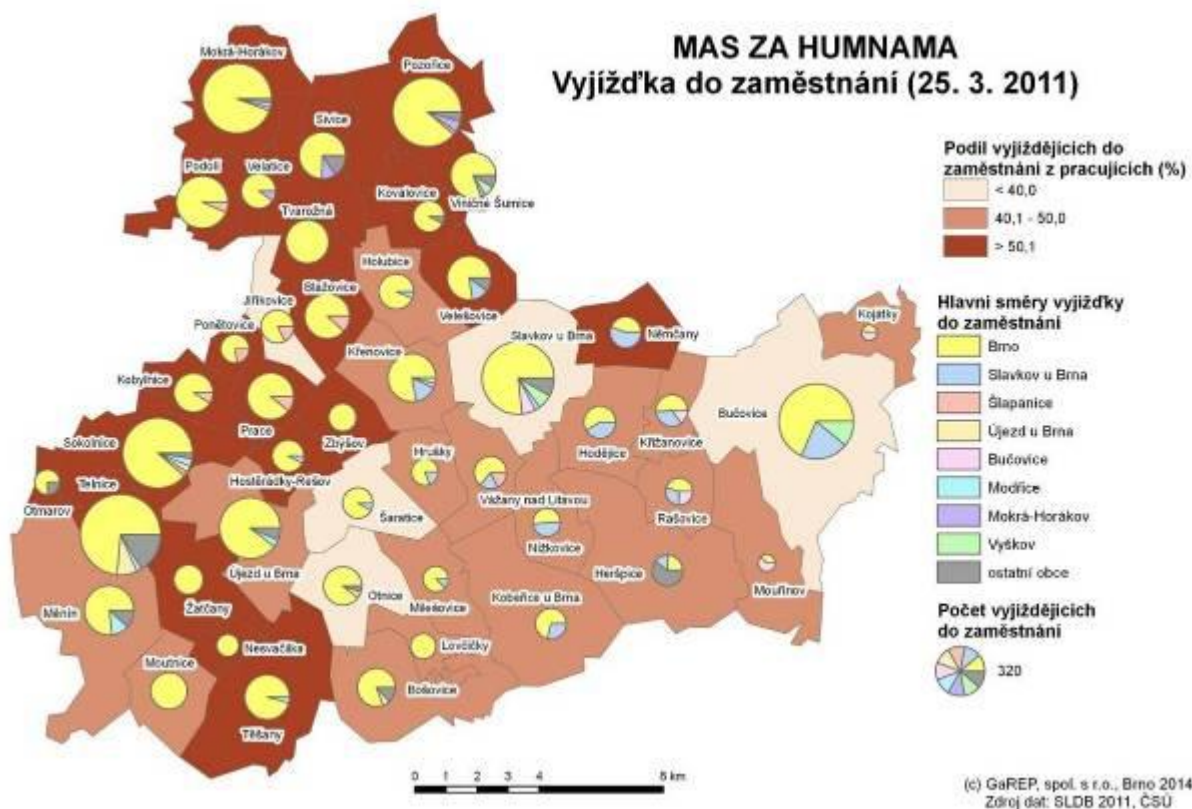 MAS ZA HUMNAMA
Vyjížďka do zaměstnání (25. 3. 2011)
Mokrá-Horákov
Pozořice
Sivice
Podolí
Velatice
Kovalovice
Viničné Šumice
Tvarožná
Holubice
Jiříkovice
Blažovice
Velešovice
Ponětovice
Slavkov u Brna
Němčany
Kojátky
Křenovice
Kobylnice
Bučovice
Prace
Zbyšov
Hodějice
Křižanovice
Sokolnice
Hrušky
Hostěrádky-Rešov
Telnice
Vážany nad Litavou
Otmarov
Šaratice
Rašovice
Nížkovice
Újezd u Brna
Heršpice
Mouřínov
Žatčany
Otnice
Milešovice
Kobeřice u Brna
Měnín
Nesvačilka
Lovčičky
Moutnice
Bošovice
Těšany
Podíl vyjíždějících do
zaměstnání z pracujících (%)
< 40,0
40,1 - 50,0
> 50,1
Hlavní směry vyjížďky
do zaměstnání
Brno
Slavkov u Brna
Šlapanice
Újezd u Brna
Bučovice
Modřice
Mokrá-Horákov
Vyškov
ostatní obce
Počet vyjíždějících
do zaměstnání
320
0 1 2 3 4 8 km
(c) GaREP, spol. s r.o., Brno 2014
Zdroj dat: SLDB 2011, ČSÚ